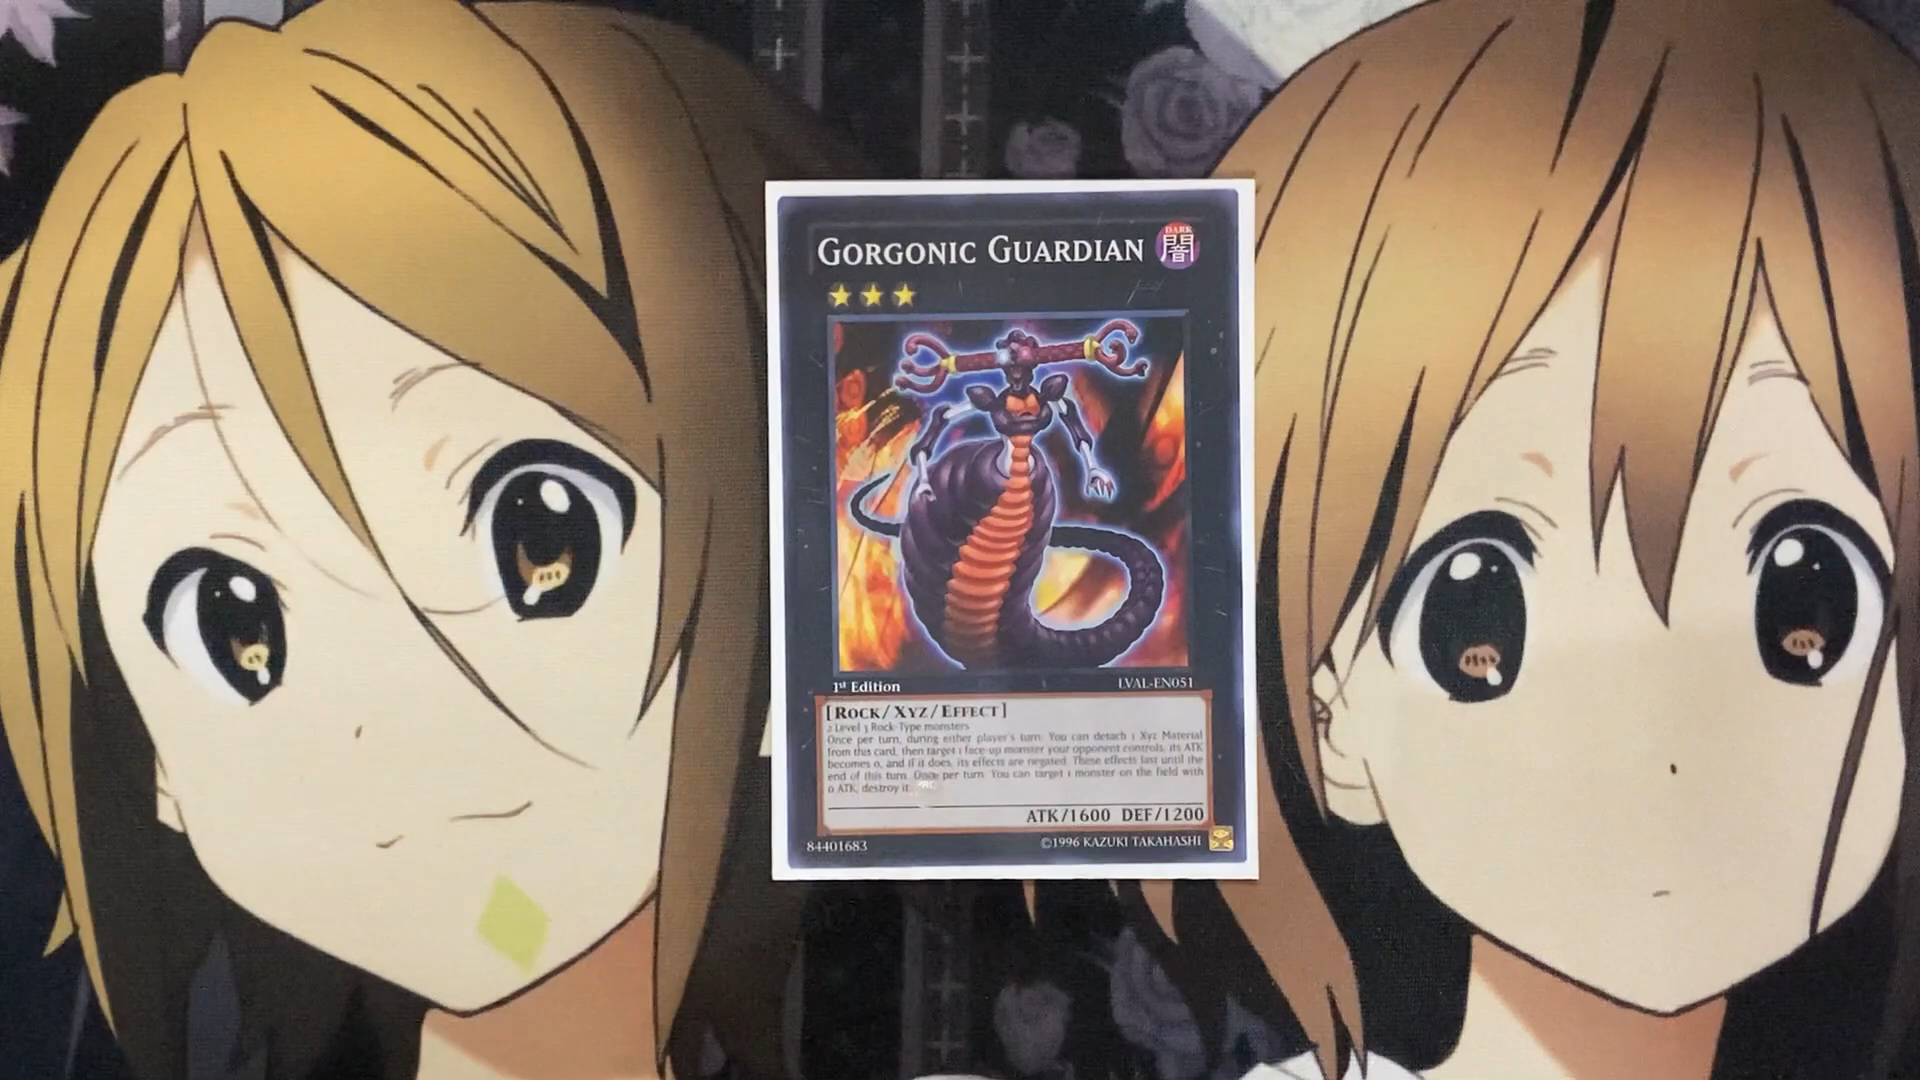 GORGONIC GUARDIAN
DARK
闇
1st Edition
LVAL-EN051
[ROCK/XYZ/EFFECT]
2 Level 3 Rock-Type monsters
Once per turn, during either player's turn: You can detach 1 Xyz Material
from this card, then target 1 face-up monster your opponent controls; its ATK
becomes 0, and if it does, its effects are negated. These effects last until the
end of this turn. Once per turn: You can target 1 monster on the field with
0 ATK; destroy it.
ATK/1600 DEF/1200
84401683
©1996 KAZUKI TAKAHASHI